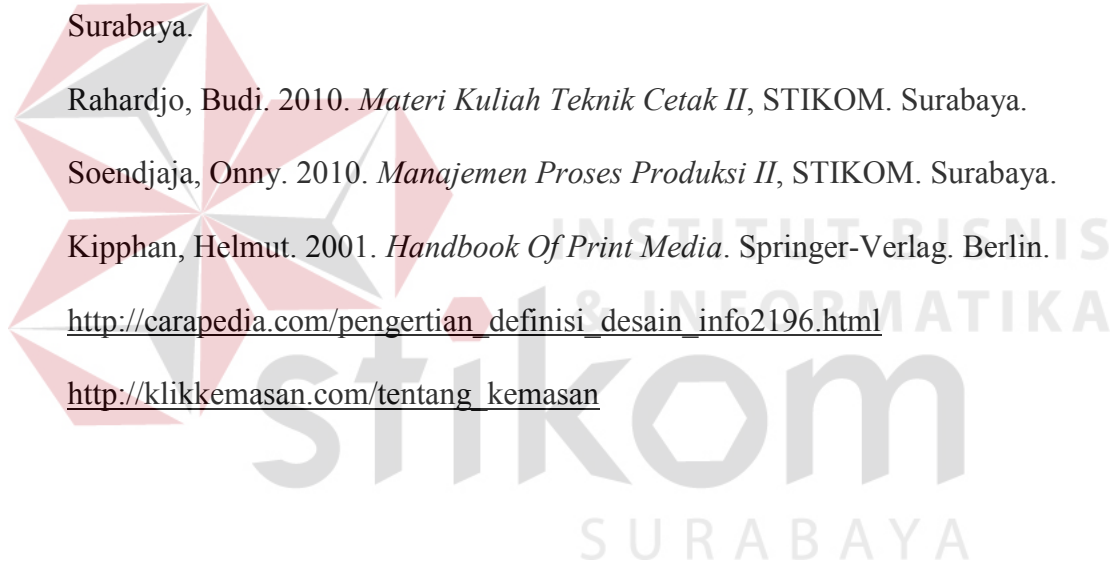 Surabaya.
Rahardjo, Budi. 2010. Materi Kuliah Teknik Cetak II, STIKOM. Surabaya.
Soendjaja, Onny. 2010. Manajemen Proses Produksi II, STIKOM. Surabaya.
Kipphan, Helmut. 2001. Handbook Of Print Media. Springer-Verlag. Berlin.
http://carapedia.com/pengertian_definisi_desain_info2196.html
http://klikkemasan.com/tentang_kemasan
INSTITUT BISNIS
& INFORMATIKA
stikom
SURABAYA